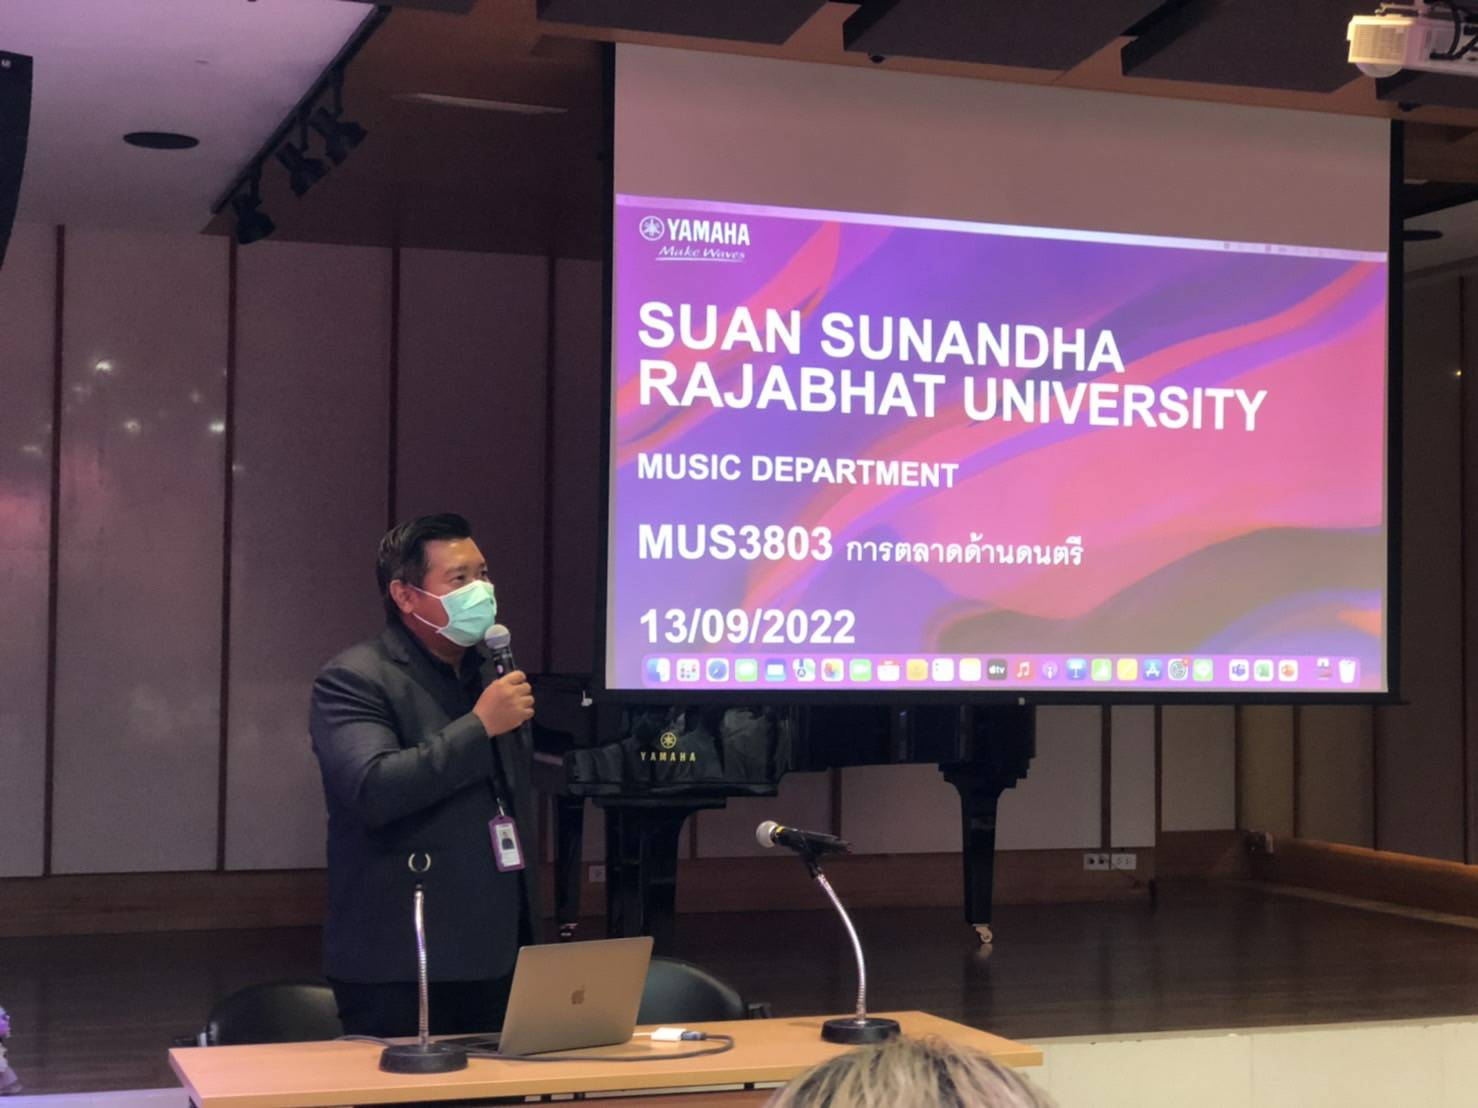 YAMAHA
Make Waves
SUAN SUNANDHA
RAJABHAT UNIVERSITY
MUSIC DEPARTMENT
MUS3803 การตลาดด้านดนตรี
13/09/2022
tv
YAMAHA